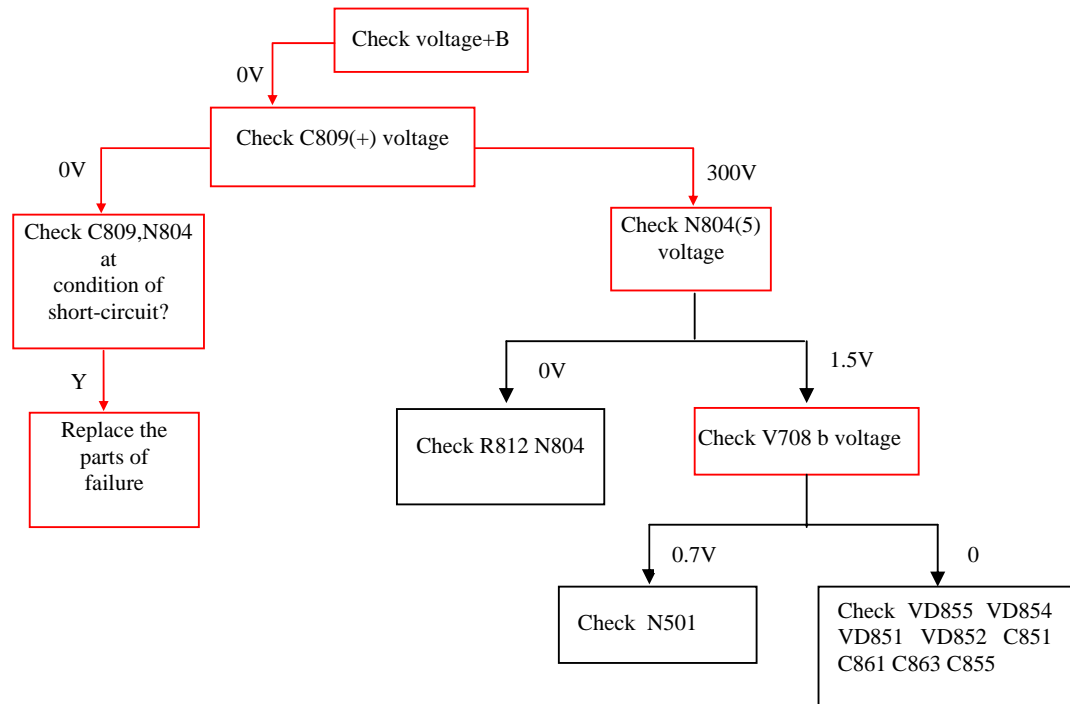 Check voltage+B
0V
Check C809(+) voltage
0V
300V
Check C809,N804
at
condition of
short-circuit?
Check N804(5)
voltage
Y
0V
1.5V
Replace the
parts of
failure
Check R812 N804
Check V708 b voltage
0.7V
0
Check N501
Check VD855 VD854
VD851 VD852 C851
C861 C863 C855